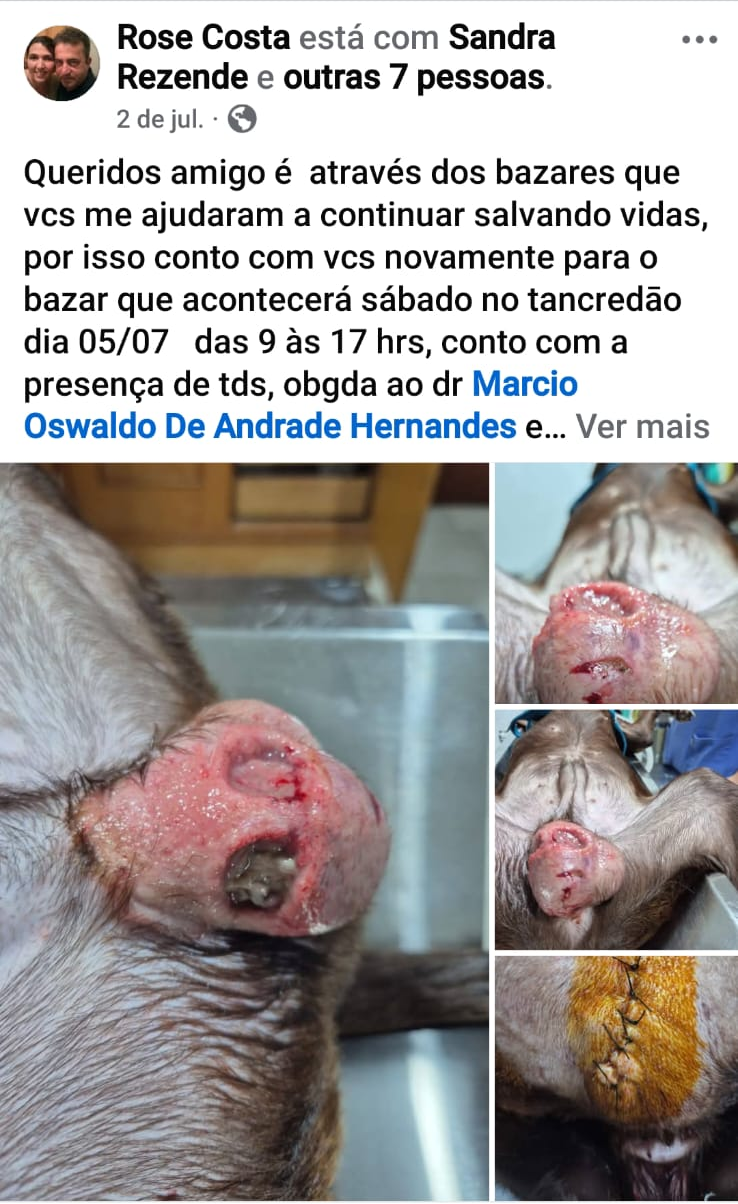 Rose Costa está com Sandra
Rezende e outras 7 pessoas.
2 de jul. ·
Queridos amigo é  através dos bazares que
vcs me ajudaram a continuar salvando vidas,
por isso conto com vcs novamente para o
bazar que acontecerá sábado no tancredão
dia 05/07   das 9 às 17 hrs, conto com a
presença de tds, obgda ao dr Marcio
Oswaldo De Andrade Hernandes e... Ver mais